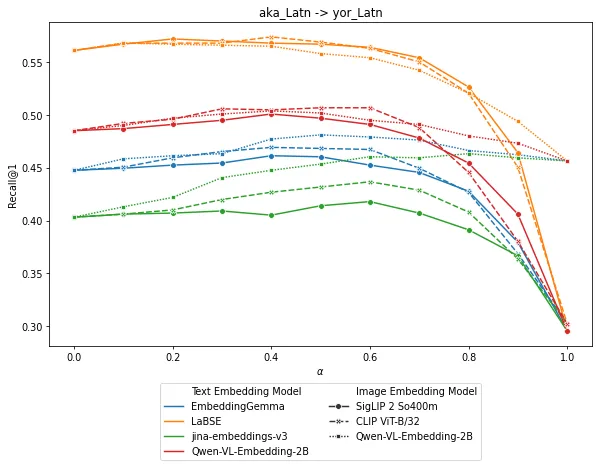 aka_Latn -> yor_Latn
Recall@1
0.55
0.50
0.45
0.40
0.35
0.30
0.0
0.2
0.4
0.6
0.8
1.0
α
Text Embedding Model
EmbeddingGemma
LaBSE
jina-embeddings-v3
Qwen-VL-Embedding-2B
Image Embedding Model
SigLIP 2 So400m
CLIP ViT-B/32
Qwen-VL-Embedding-2B